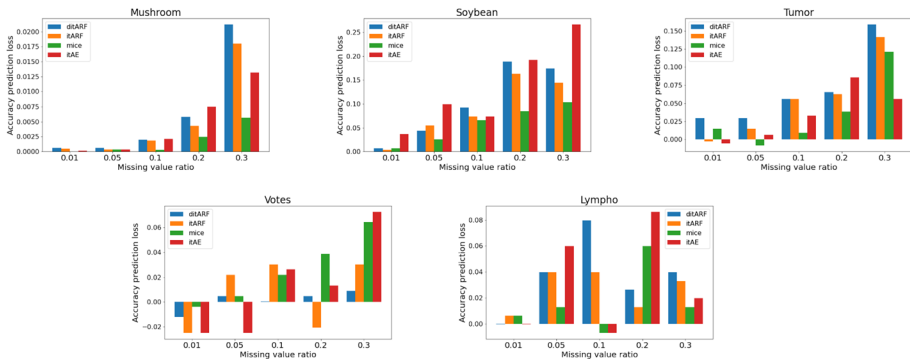 Mushroom
Accuracy prediction loss
0.0200
0.0175
0.0150
0.0125
0.0100
0.0075
0.0050
0.0025
0.0000
ditARF
itARF
mice
itAE
0.01 0.05 0.1 0.2 0.3
Missing value ratio
Soybean
Accuracy prediction loss
0.25
0.20
0.15
0.10
0.05
0.00
ditARF
itARF
mice
itAE
0.01 0.05 0.1 0.2 0.3
Missing value ratio
Tumor
Accuracy prediction loss
0.150
0.125
0.100
0.075
0.050
0.025
0.000
ditARF
itARF
mice
itAE
0.01 0.05 0.1 0.2 0.3
Missing value ratio
Votes
Accuracy prediction loss
0.06
0.04
0.02
0.00
−0.02
ditARF
itARF
mice
itAE
0.01 0.05 0.1 0.2 0.3
Missing value ratio
Lympho
Accuracy prediction loss
0.08
0.06
0.04
0.02
0.00
ditARF
itARF
mice
itAE
0.01 0.05 0.1 0.2 0.3
Missing value ratio